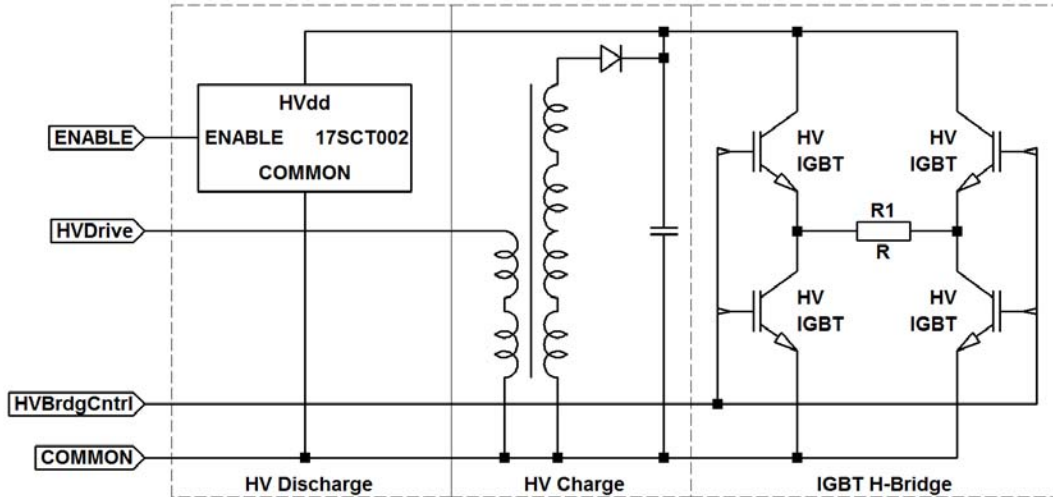 HVdd
ENABLE
ENABLE 17SCT002
COMMON
HVDrive
HV
IGBT
HV
IGBT
R1
R
HV
IGBT
HV
IGBT
HVBrdgCntrl
COMMON
HV Discharge
HV Charge
IGBT H-Bridge